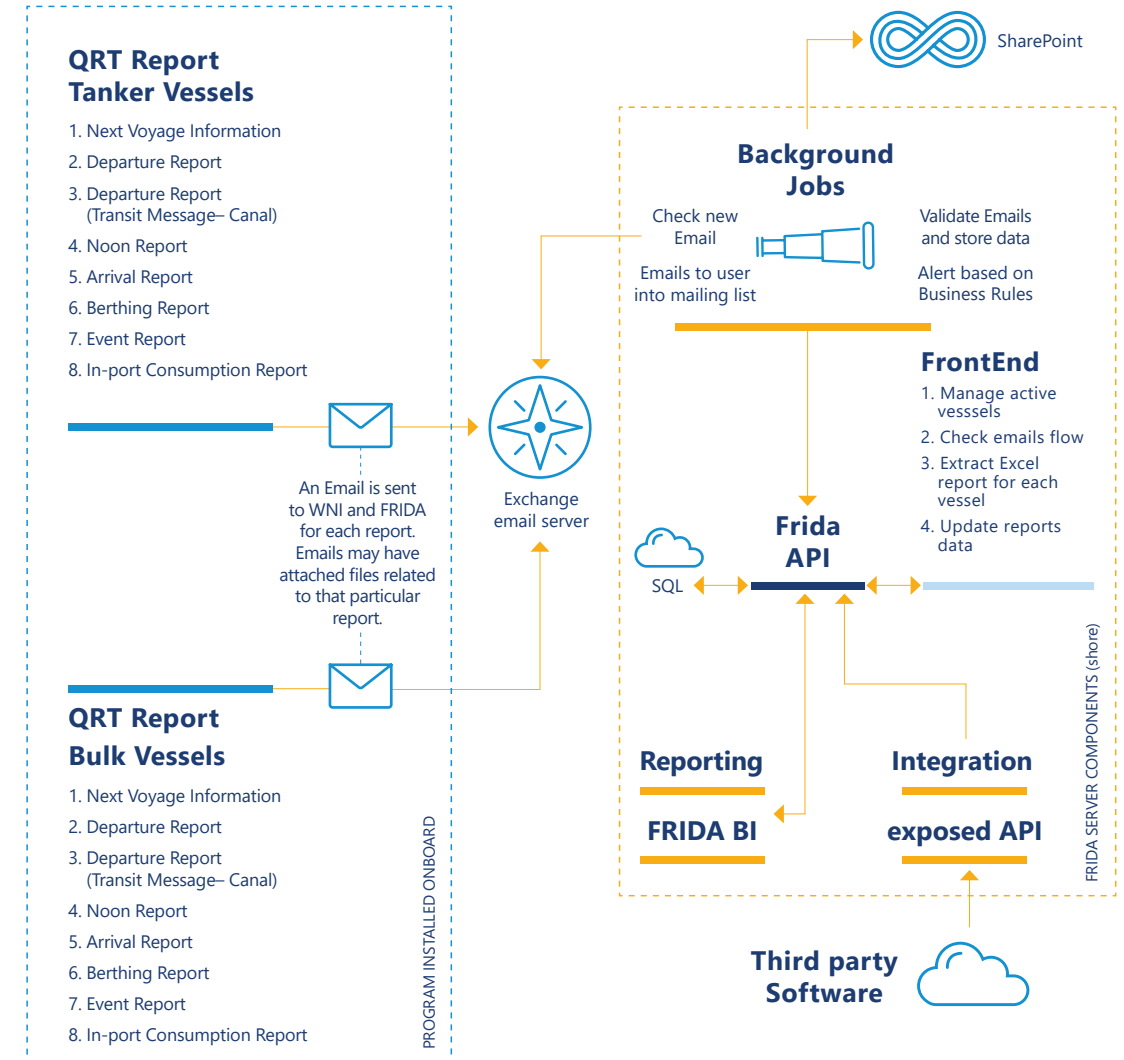 QRT Report
Tanker Vessels
1. Next Voyage Information
2. Departure Report
3. Departure Report
(Transit Message– Canal)
4. Noon Report
5. Arrival Report
6. Berthing Report
7. Event Report
8. In-port Consumption Report
An Email is sent
to WNI and FRIDA
for each report.
Emails may have
attached files related
to that particular
report.
QRT Report
Bulk Vessels
1. Next Voyage Information
2. Departure Report
3. Departure Report
(Transit Message– Canal)
4. Noon Report
5. Arrival Report
6. Berthing Report
7. Event Report
8. In-port Consumption Report
PROGRAM INSTALLED ONBOARD
Exchange
email server
SharePoint
Background
Jobs
Check new
Email
Emails to user
into mailing list
Validate Emails
and store data
Alert based on
Business Rules
FrontEnd
1. Manage active
vesssels
2. Check emails flow
3. Extract Excel
report for each
vessel
4. Update reports
data
Frida
API
SQL
Reporting
FRIDA BI
Integration
exposed API
FRIDA SERVER COMPONENTS (shore)
Third party
Software